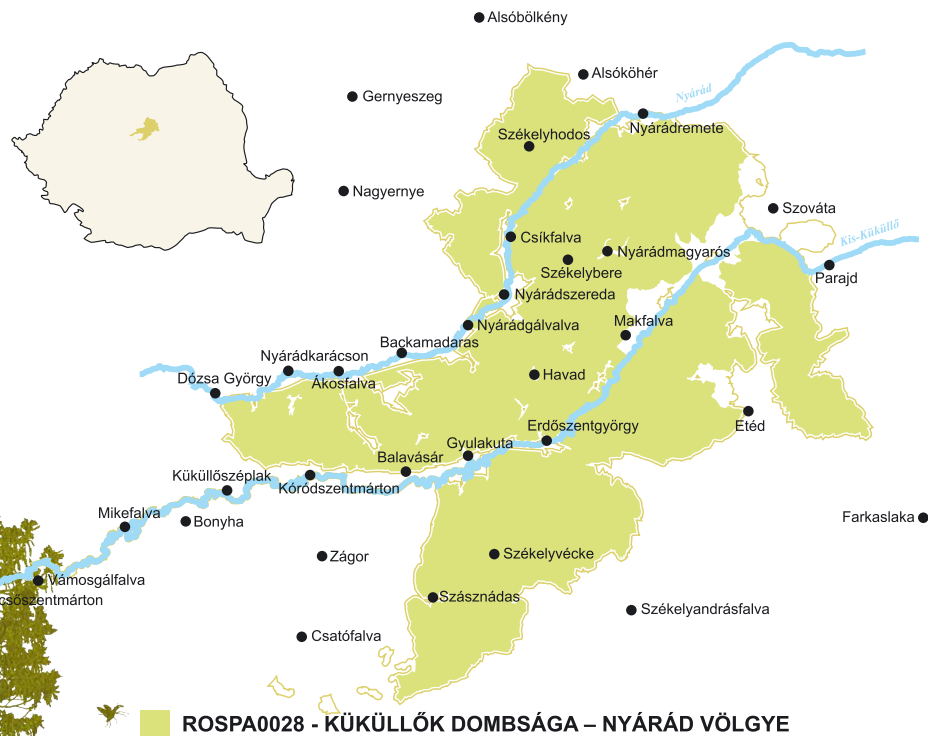 Alsóbölkény
Alsóköhér
Nyárád
Gernyeszeg
Nyárádremete
Székelyhodos
Nagyernye
Szováta
Csíkfalva
Kis-Küküllő
Nyárádmagyarós
Székelybere
Parajd
Nyárádszereda
Makfalva
Nyárádgálvalva
Backamadaras
Nyárádkarácson
Dózsa György
Ákosfalva
Havad
Etéd
Erdőszentgyörgy
Gyulakuta
Balavásár
Küküllőszéplak
Kóródszentmárton
Mikefalva
Bonyha
Farkaslaka
Zágor
Székelyvécke
Vámosgálfalva
csőszentmárton
Szásznádas
Székelyandrásfalva
Csatófalva
ROSPA0028 - KÜKÜLLŐK DOMBSÁGA – NYÁRÁD VÖLGYE